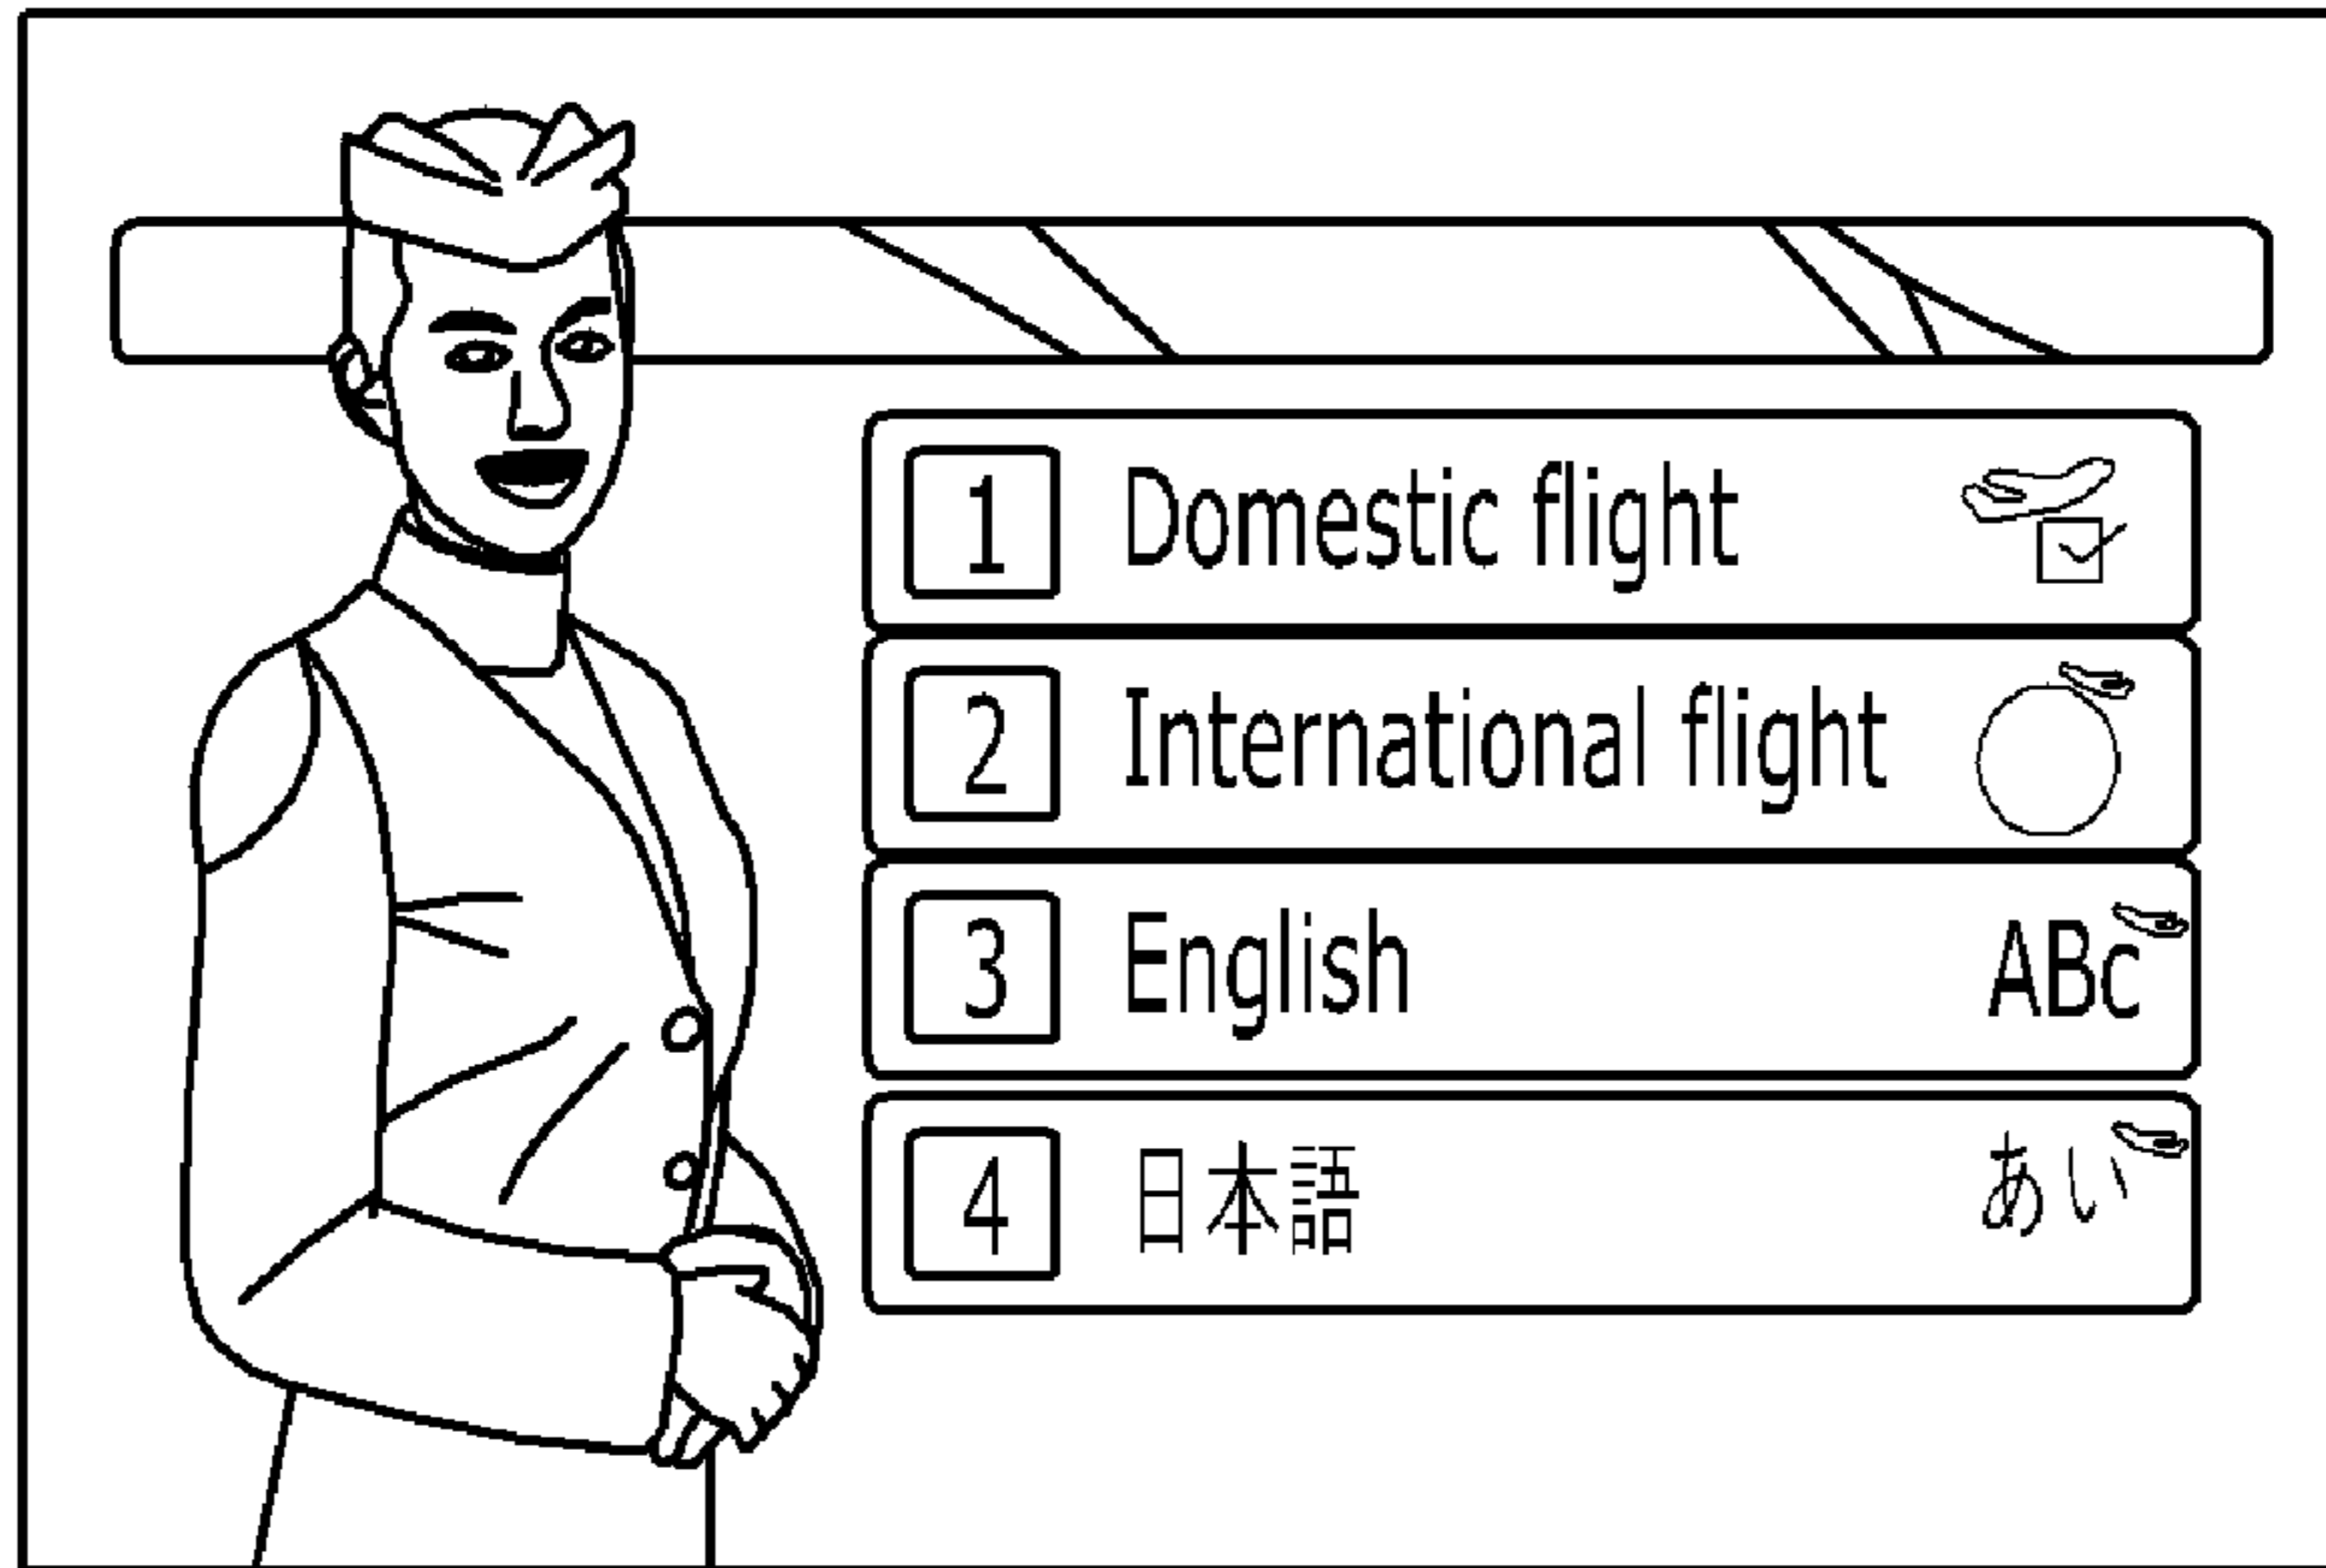 1 Domestic flight
2 International flight
3 English ABc
4 日本語 あい